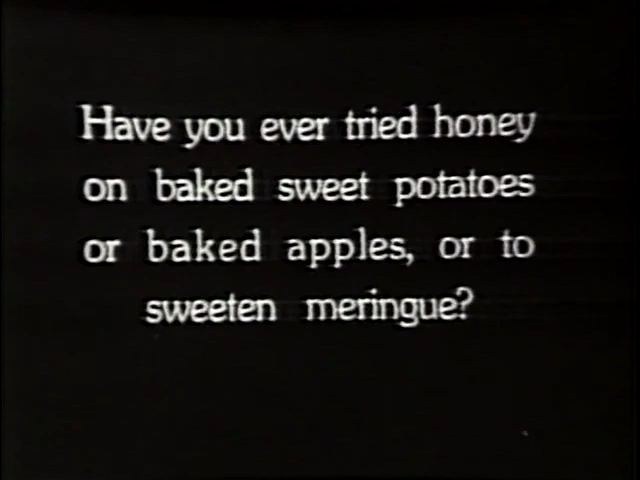 Have you ever tried honey
on baked sweet potatoes
or baked apples, or to
sweeten meringue?